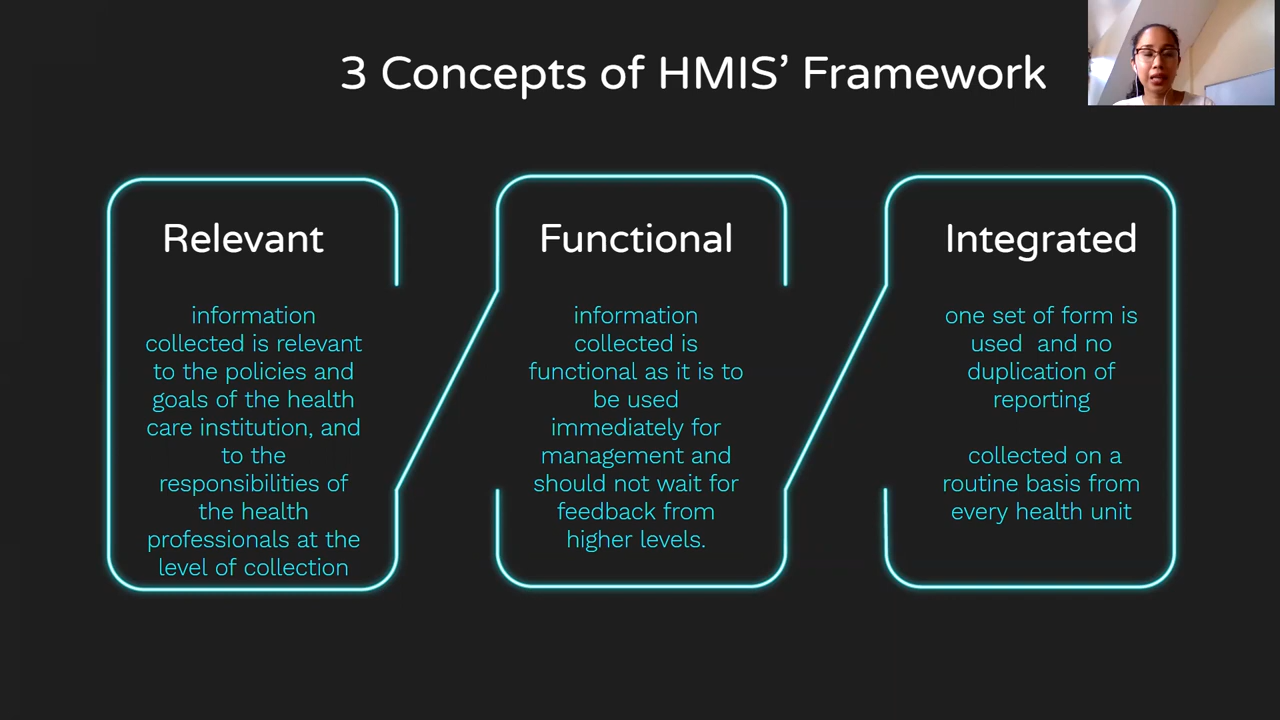 3 Concepts of HMIS’ Framework
Relevant
information
collected is relevant
to the policies and
goals of the health
care institution, and
to the
responsibilities of
the health
professionals at the
level of collection
Functional
information
collected is
functional as it is to
be used
immediately for
management and
should not wait for
feedback from
higher levels.
Integrated
one set of form is
used  and no
duplication of
reporting
collected on a
routine basis from
every health unit